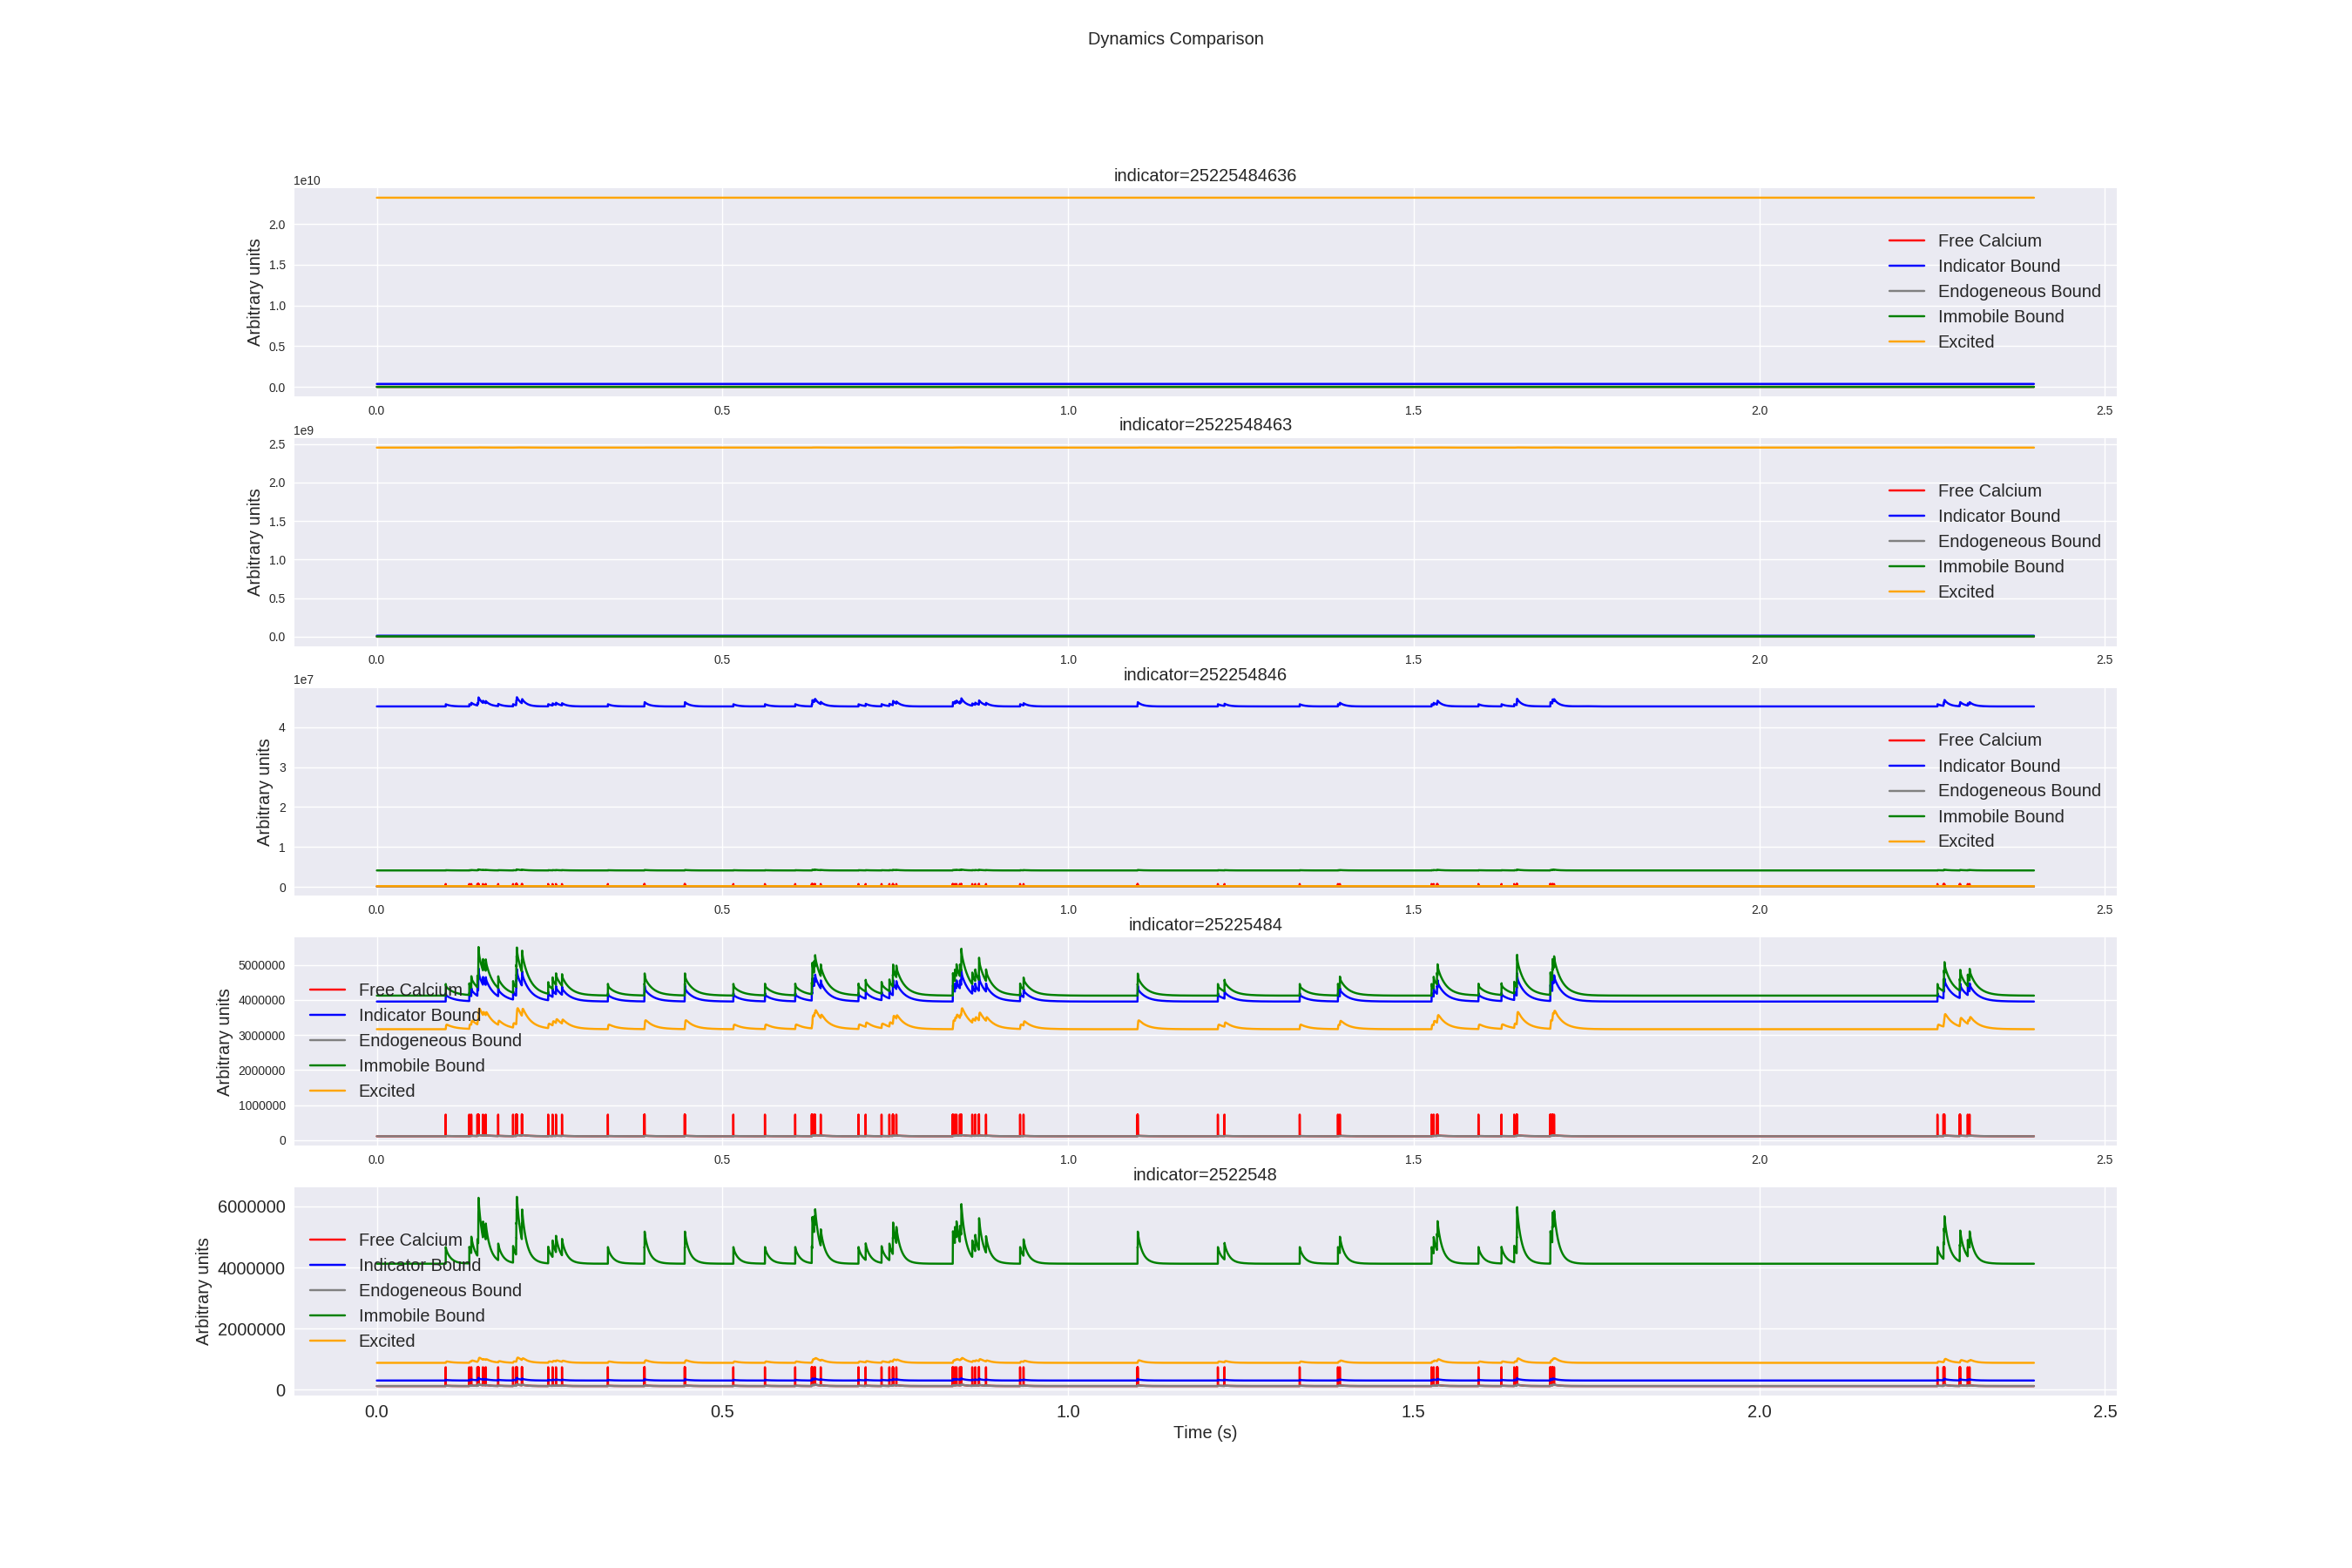 Dynamics Comparison
indicator=25225484636
1e10
Arbitrary units
2.0
1.5
1.0
0.5
0.0
Free Calcium
Indicator Bound
Endogeneous Bound
Immobile Bound
Excited
0.0 0.5 1.0 1.5 2.0 2.5
indicator=2522548463
1e9
Arbitrary units
2.5
2.0
1.5
1.0
0.5
0.0
Free Calcium
Indicator Bound
Endogeneous Bound
Immobile Bound
Excited
0.0 0.5 1.0 1.5 2.0 2.5
indicator=252254846
1e7
Arbitrary units
4
3
2
1
0
Free Calcium
Indicator Bound
Endogeneous Bound
Immobile Bound
Excited
0.0 0.5 1.0 1.5 2.0 2.5
indicator=25225484
Arbitrary units
5000000
4000000
3000000
2000000
1000000
0
Free Calcium
Indicator Bound
Endogeneous Bound
Immobile Bound
Excited
0.0 0.5 1.0 1.5 2.0 2.5
indicator=2522548
Arbitrary units
6000000
4000000
2000000
0
Free Calcium
Indicator Bound
Endogeneous Bound
Immobile Bound
Excited
0.0 0.5 1.0 1.5 2.0 2.5
Time (s)